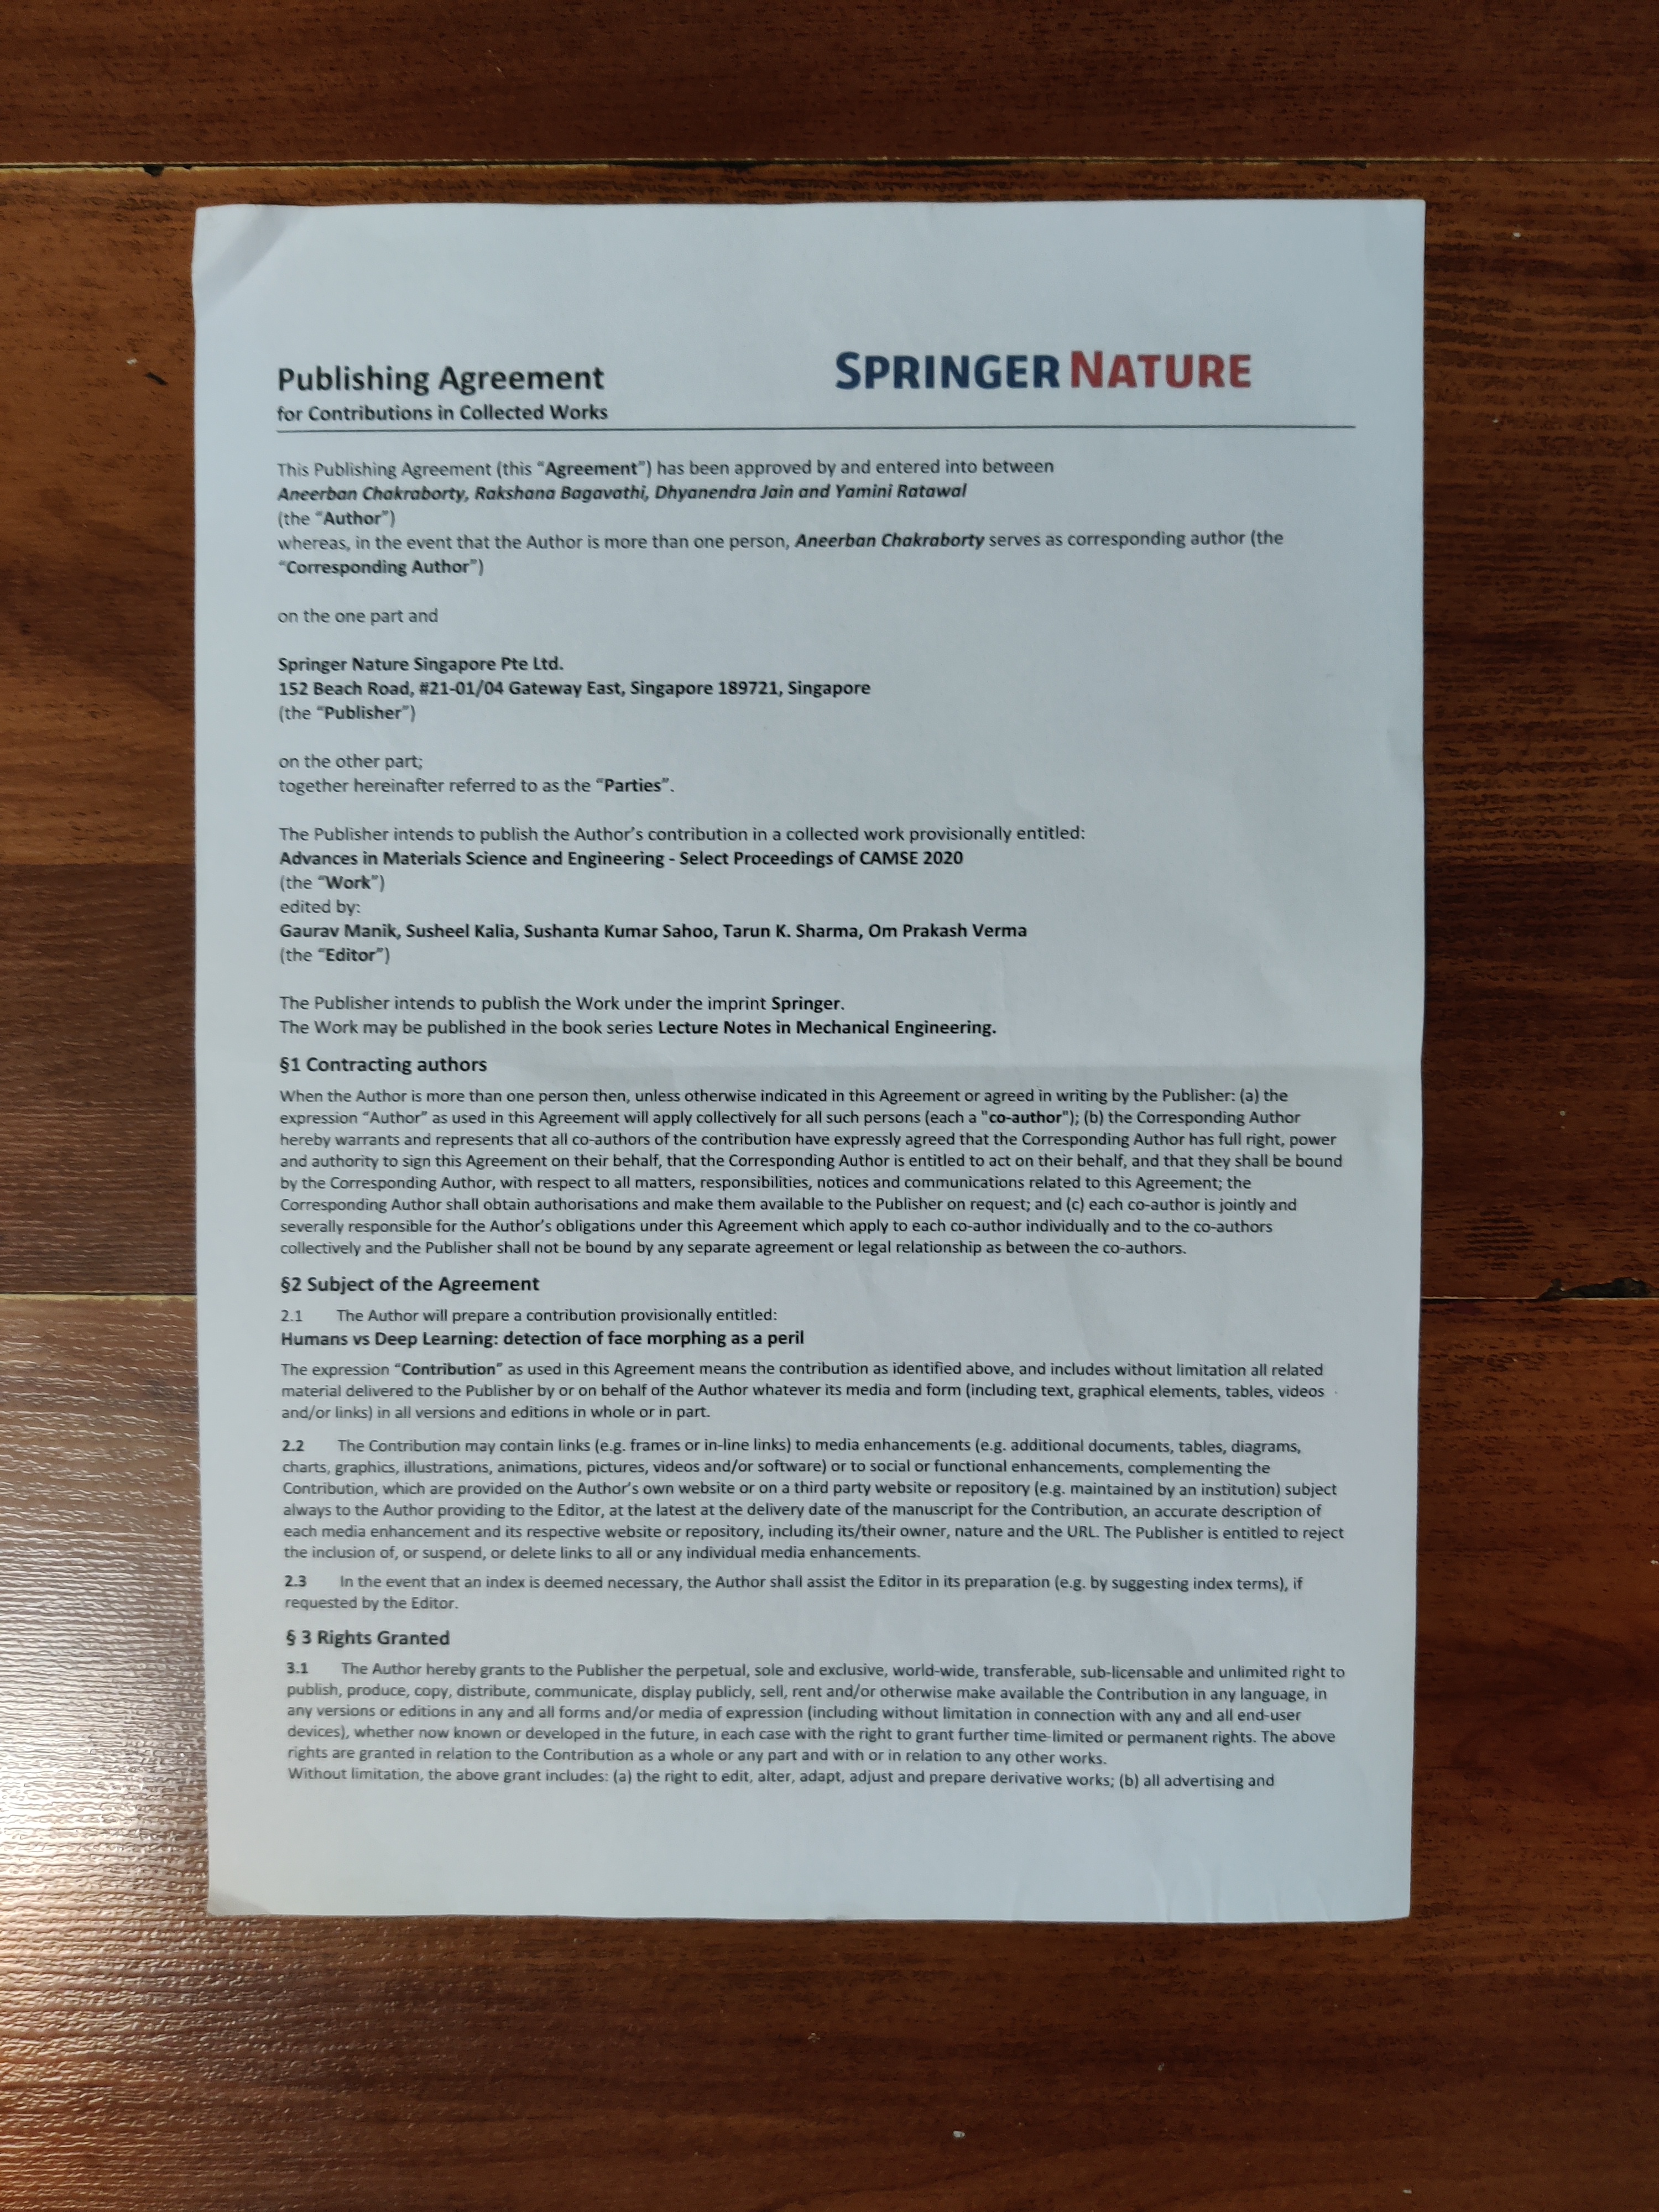 Publishing Agreement
for Contributions in Collected Works
SPRINGER NATURE
This Publishing Agreement (this “Agreement”) has been approved by and entered into between
Aneerban Chakraborty, Rakshana Bagavathi, Dhyanendra Jain and Yamini Ratawal
(the “Author”)
whereas, in the event that the Author is more than one person, Aneerban Chakraborty serves as corresponding author (the
“Corresponding Author”)
on the one part and
Springer Nature Singapore Pte Ltd.
152 Beach Road, #21-01/04 Gateway East, Singapore 189721, Singapore
(the “Publisher”)
on the other part;
together hereinafter referred to as the “Parties”.
The Publisher intends to publish the Author’s contribution in a collected work provisionally entitled:
Advances in Materials Science and Engineering - Select Proceedings of CAMSE 2020
(the “Work”)
edited by:
Gaurav Manik, Susheel Kalia, Sushanta Kumar Sahoo, Tarun K. Sharma, Om Prakash Verma
(the “Editor”)
The Publisher intends to publish the Work under the imprint Springer.
The Work may be published in the book series Lecture Notes in Mechanical Engineering.
§1 Contracting authors
When the Author is more than one person then, unless otherwise indicated in this Agreement or agreed in writing by the Publisher: (a) the
expression “Author” as used in this Agreement will apply collectively for all such persons (each a "co-author"); (b) the Corresponding Author
hereby warrants and represents that all co-authors of the contribution have expressly agreed that the Corresponding Author has full right, power
and authority to sign this Agreement on their behalf, that the Corresponding Author is entitled to act on their behalf, and that they shall be bound
by the Corresponding Author, with respect to all matters, responsibilities, notices and communications related to this Agreement; the
Corresponding Author shall obtain authorisations and make them available to the Publisher on request; and (c) each co-author is jointly and
severally responsible for the Author’s obligations under this Agreement which apply to each co-author individually and to the co-authors
collectively and the Publisher shall not be bound by any separate agreement or legal relationship as between the co-authors.
§2 Subject of the Agreement
2.1 The Author will prepare a contribution provisionally entitled:
Humans vs Deep Learning: detection of face morphing as a peril
The expression “Contribution” as used in this Agreement means the contribution as identified above, and includes without limitation all related
material delivered to the Publisher by or on behalf of the Author whatever its media and form (including text, graphical elements, tables, videos
and/or links) in all versions and editions in whole or in part.
2.2 The Contribution may contain links (e.g. frames or in-line links) to media enhancements (e.g. additional documents, tables, diagrams,
charts, graphics, illustrations, animations, pictures, videos and/or software) or to social or functional enhancements, complementing the
Contribution, which are provided on the Author’s own website or on a third party website or repository (e.g. maintained by an institution) subject
always to the Author providing to the Editor, at the latest at the delivery date of the manuscript for the Contribution, an accurate description of
each media enhancement and its respective website or repository, including its/their owner, nature and the URL. The Publisher is entitled to reject
the inclusion of, or suspend, or delete links to all or any individual media enhancements.
2.3 In the event that an index is deemed necessary, the Author shall assist the Editor in its preparation (e.g. by suggesting index terms), if
requested by the Editor.
§ 3 Rights Granted
3.1 The Author hereby grants to the Publisher the perpetual, sole and exclusive, world-wide, transferable, sub-licensable and unlimited right to
publish, produce, copy, distribute, communicate, display publicly, sell, rent and/or otherwise make available the Contribution in any language, in
any versions or editions in any and all forms and/or media of expression (including without limitation in connection with any and all end-user
devices), whether now known or developed in the future, in each case with the right to grant further time-limited or permanent rights. The above
rights are granted in relation to the Contribution as a whole or any part and with or in relation to any other works.
Without limitation, the above grant includes: (a) the right to edit, alter, adapt, adjust and prepare derivative works; (b) all advertising and